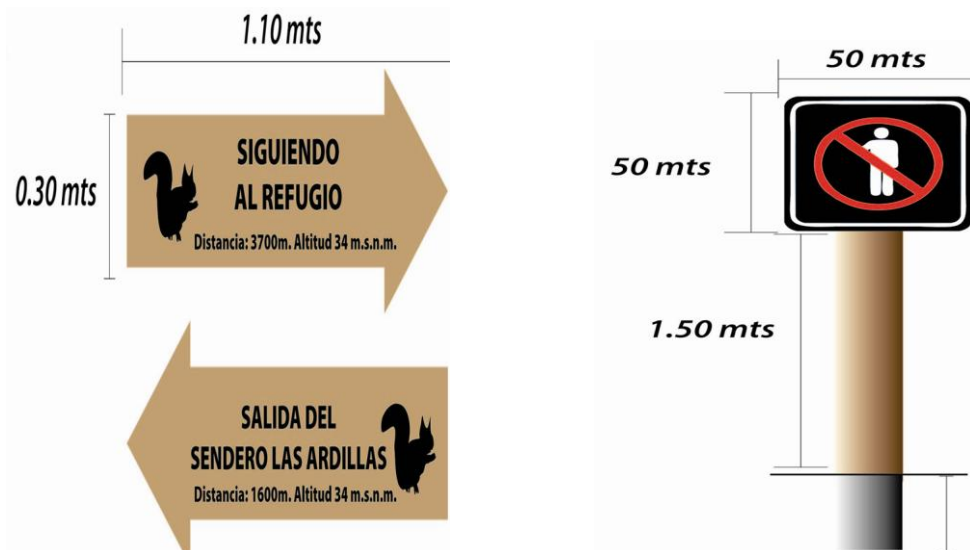 1.10 mts
0.30 mts
SIGUIENDO
AL REFUGIO
Distancia: 3700m. Altitud 34 m.s.n.m.
SALIDA DEL
SENDERO LAS ARDILLAS
Distancia: 1600m. Altitud 34 m.s.n.m.
50 mts
50 mts
1.50 mts